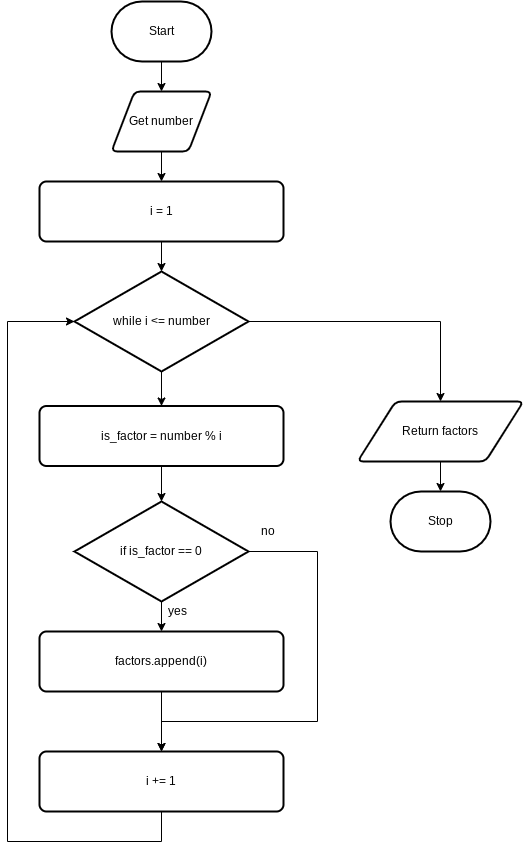 Start
Get number
i = 1
while i <= number
is_factor = number % i
Return factors
if is_factor == 0
no
Stop
yes
factors.append(i)
i += 1